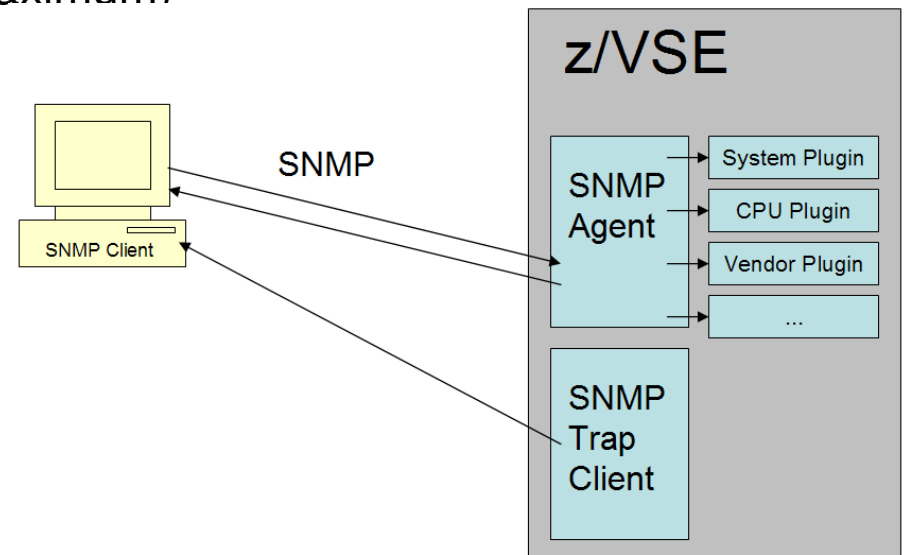 z/VSE
SNMP
SNMP Client
SNMP
Agent
System Plugin
CPU Plugin
Vendor Plugin
...
SNMP
Trap
Client